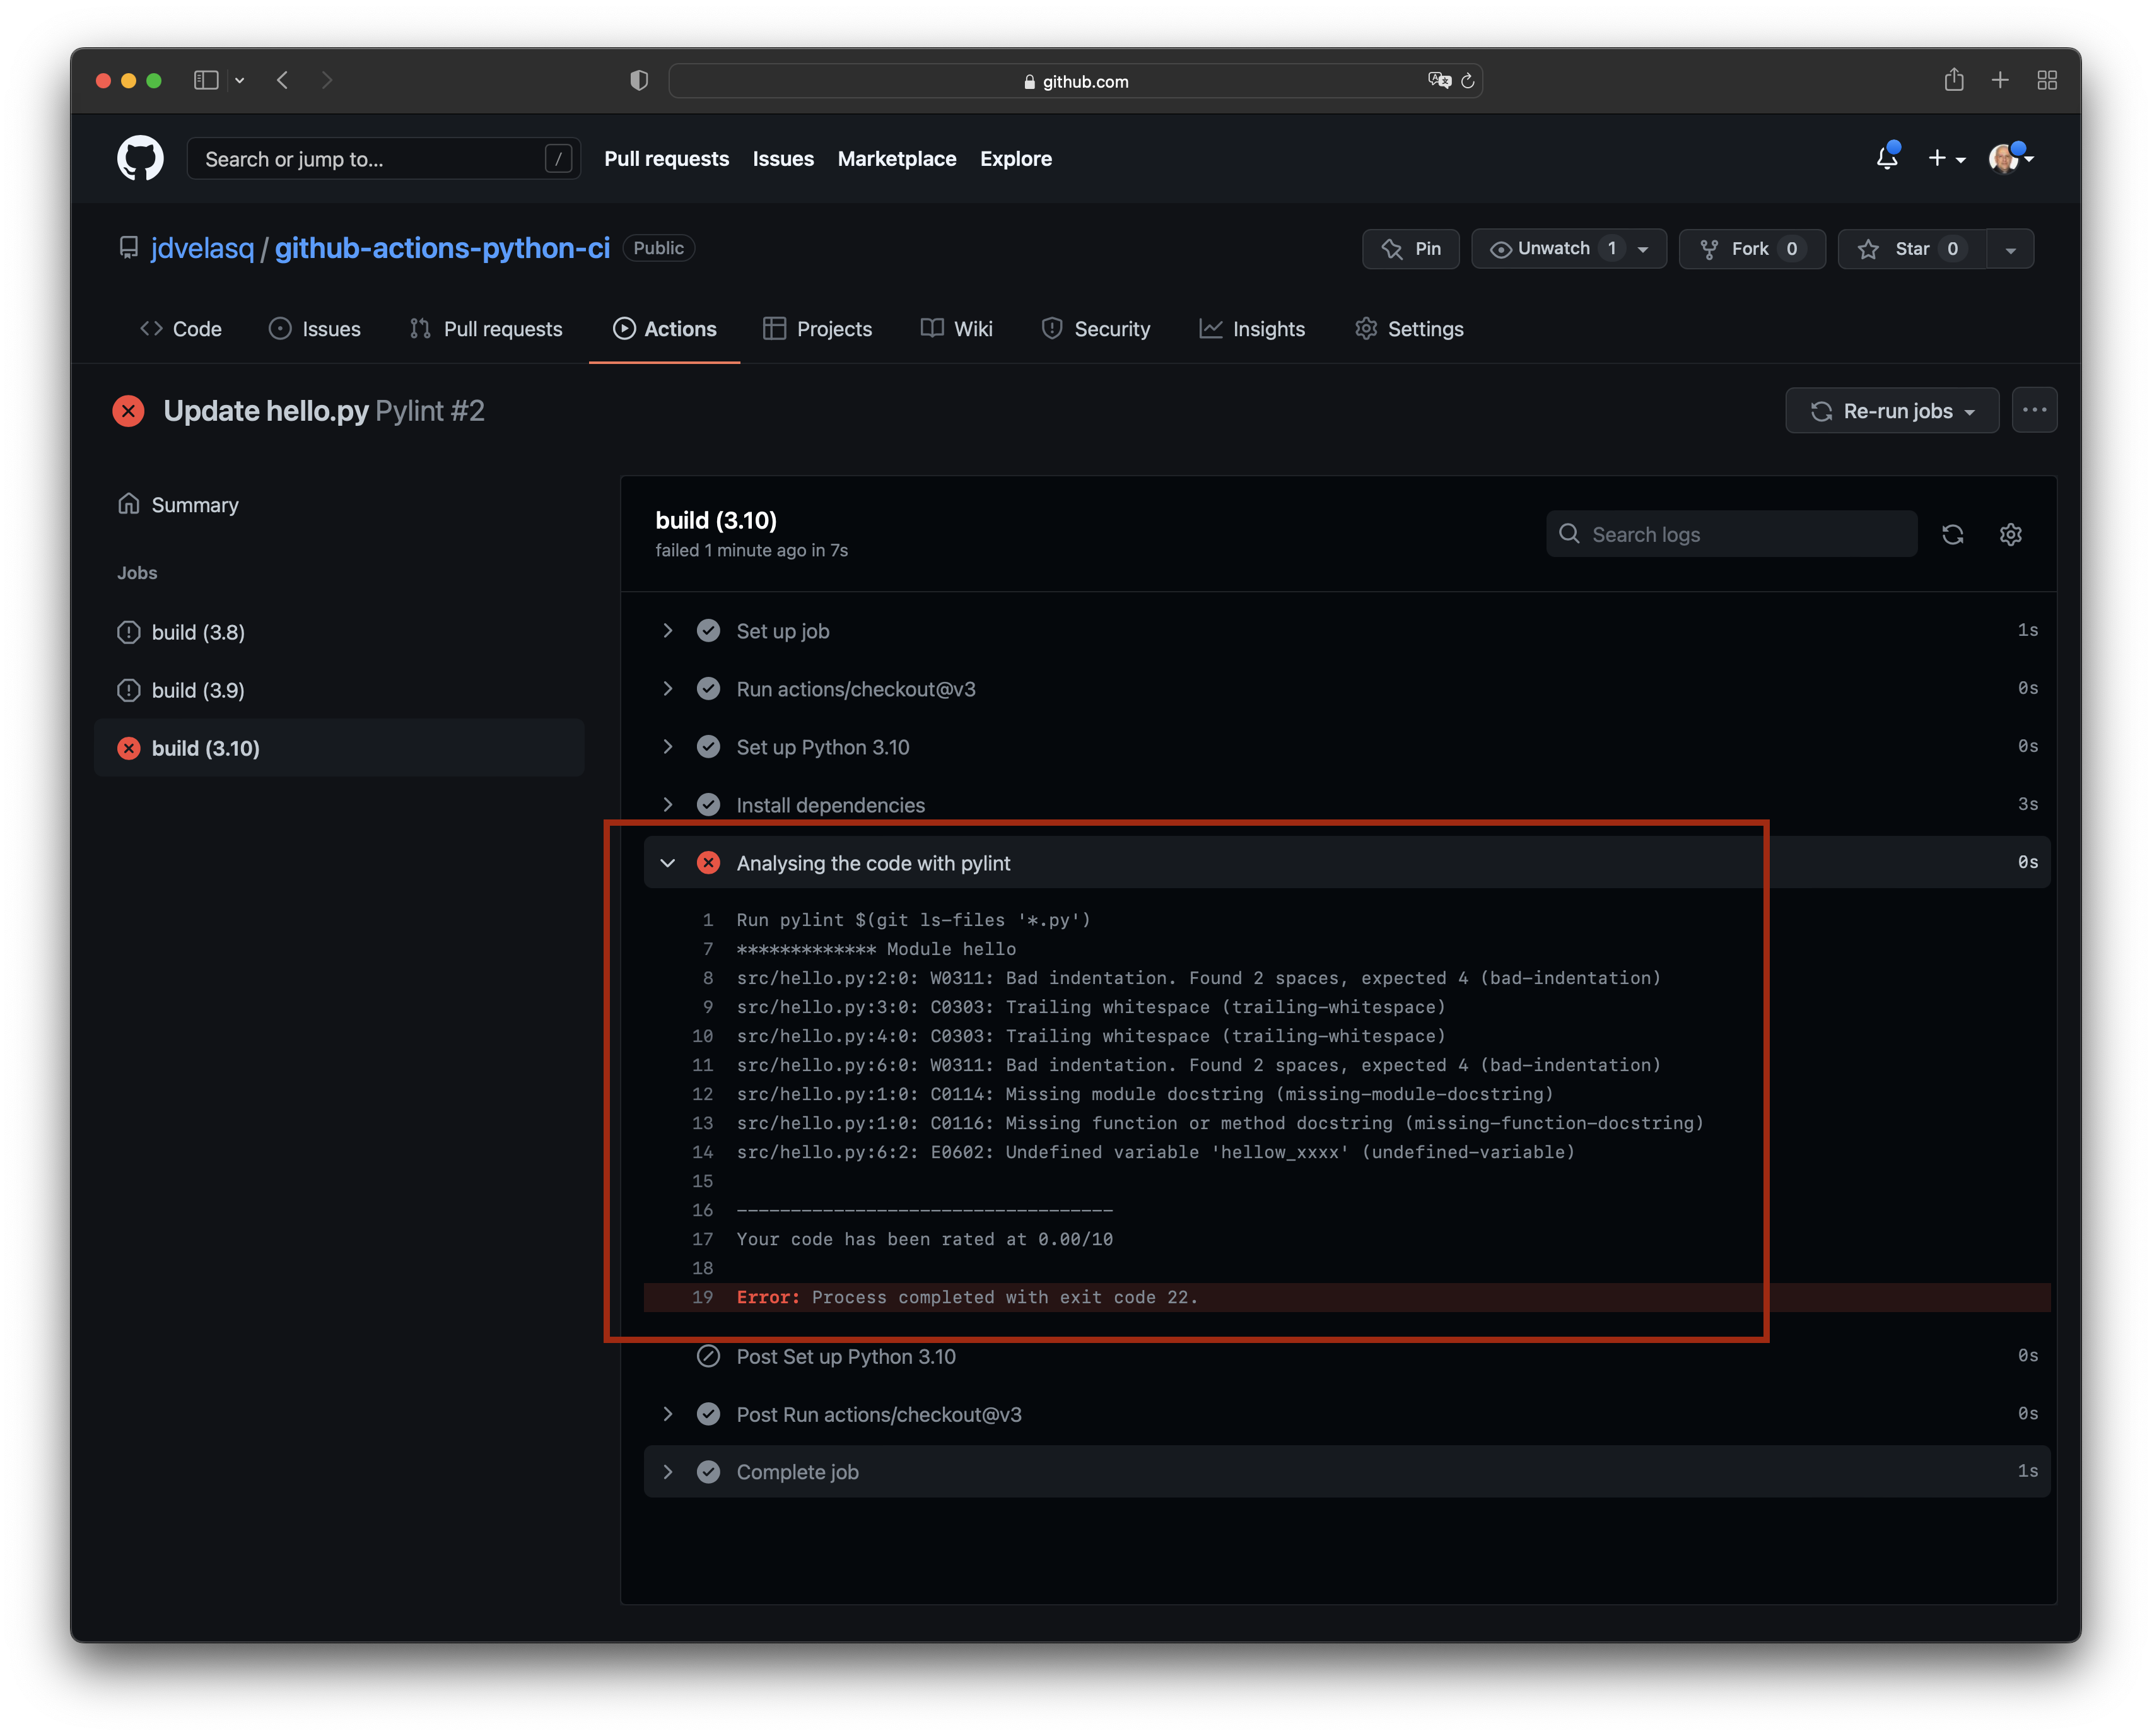 github.com
Search or jump to... /
Pull requests Issues Marketplace Explore
jdvelasq / github-actions-python-ci Public
Pin Unwatch 1 Fork 0 Star 0
Code Issues Pull requests Actions Projects Wiki Security Insights Settings
Update hello.py Pylint #2
Re-run jobs
Summary
Jobs
build (3.8)
build (3.9)
build (3.10)
build (3.10)
failed 1 minute ago in 7s
Search logs
Set up job 1s
Run actions/checkout@v3 0s
Set up Python 3.10 0s
Install dependencies 3s
Analysing the code with pylint 0s
1 Run pylint $(git ls-files '*.py')
7 ************* Module hello
8 src/hello.py:2:0: W0311: Bad indentation. Found 2 spaces, expected 4 (bad-indentation)
9 src/hello.py:3:0: C0303: Trailing whitespace (trailing-whitespace)
10 src/hello.py:4:0: C0303: Trailing whitespace (trailing-whitespace)
11 src/hello.py:6:0: W0311: Bad indentation. Found 2 spaces, expected 4 (bad-indentation)
12 src/hello.py:1:0: C0114: Missing module docstring (missing-module-docstring)
13 src/hello.py:1:0: C0116: Missing function or method docstring (missing-function-docstring)
14 src/hello.py:6:2: E0602: Undefined variable 'hellow_xxxx' (undefined-variable)
15
16 -----------------------------------
17 Your code has been rated at 0.00/10
18
19 Error: Process completed with exit code 22.
Post Set up Python 3.10 0s
Post Run actions/checkout@v3 0s
Complete job 1s